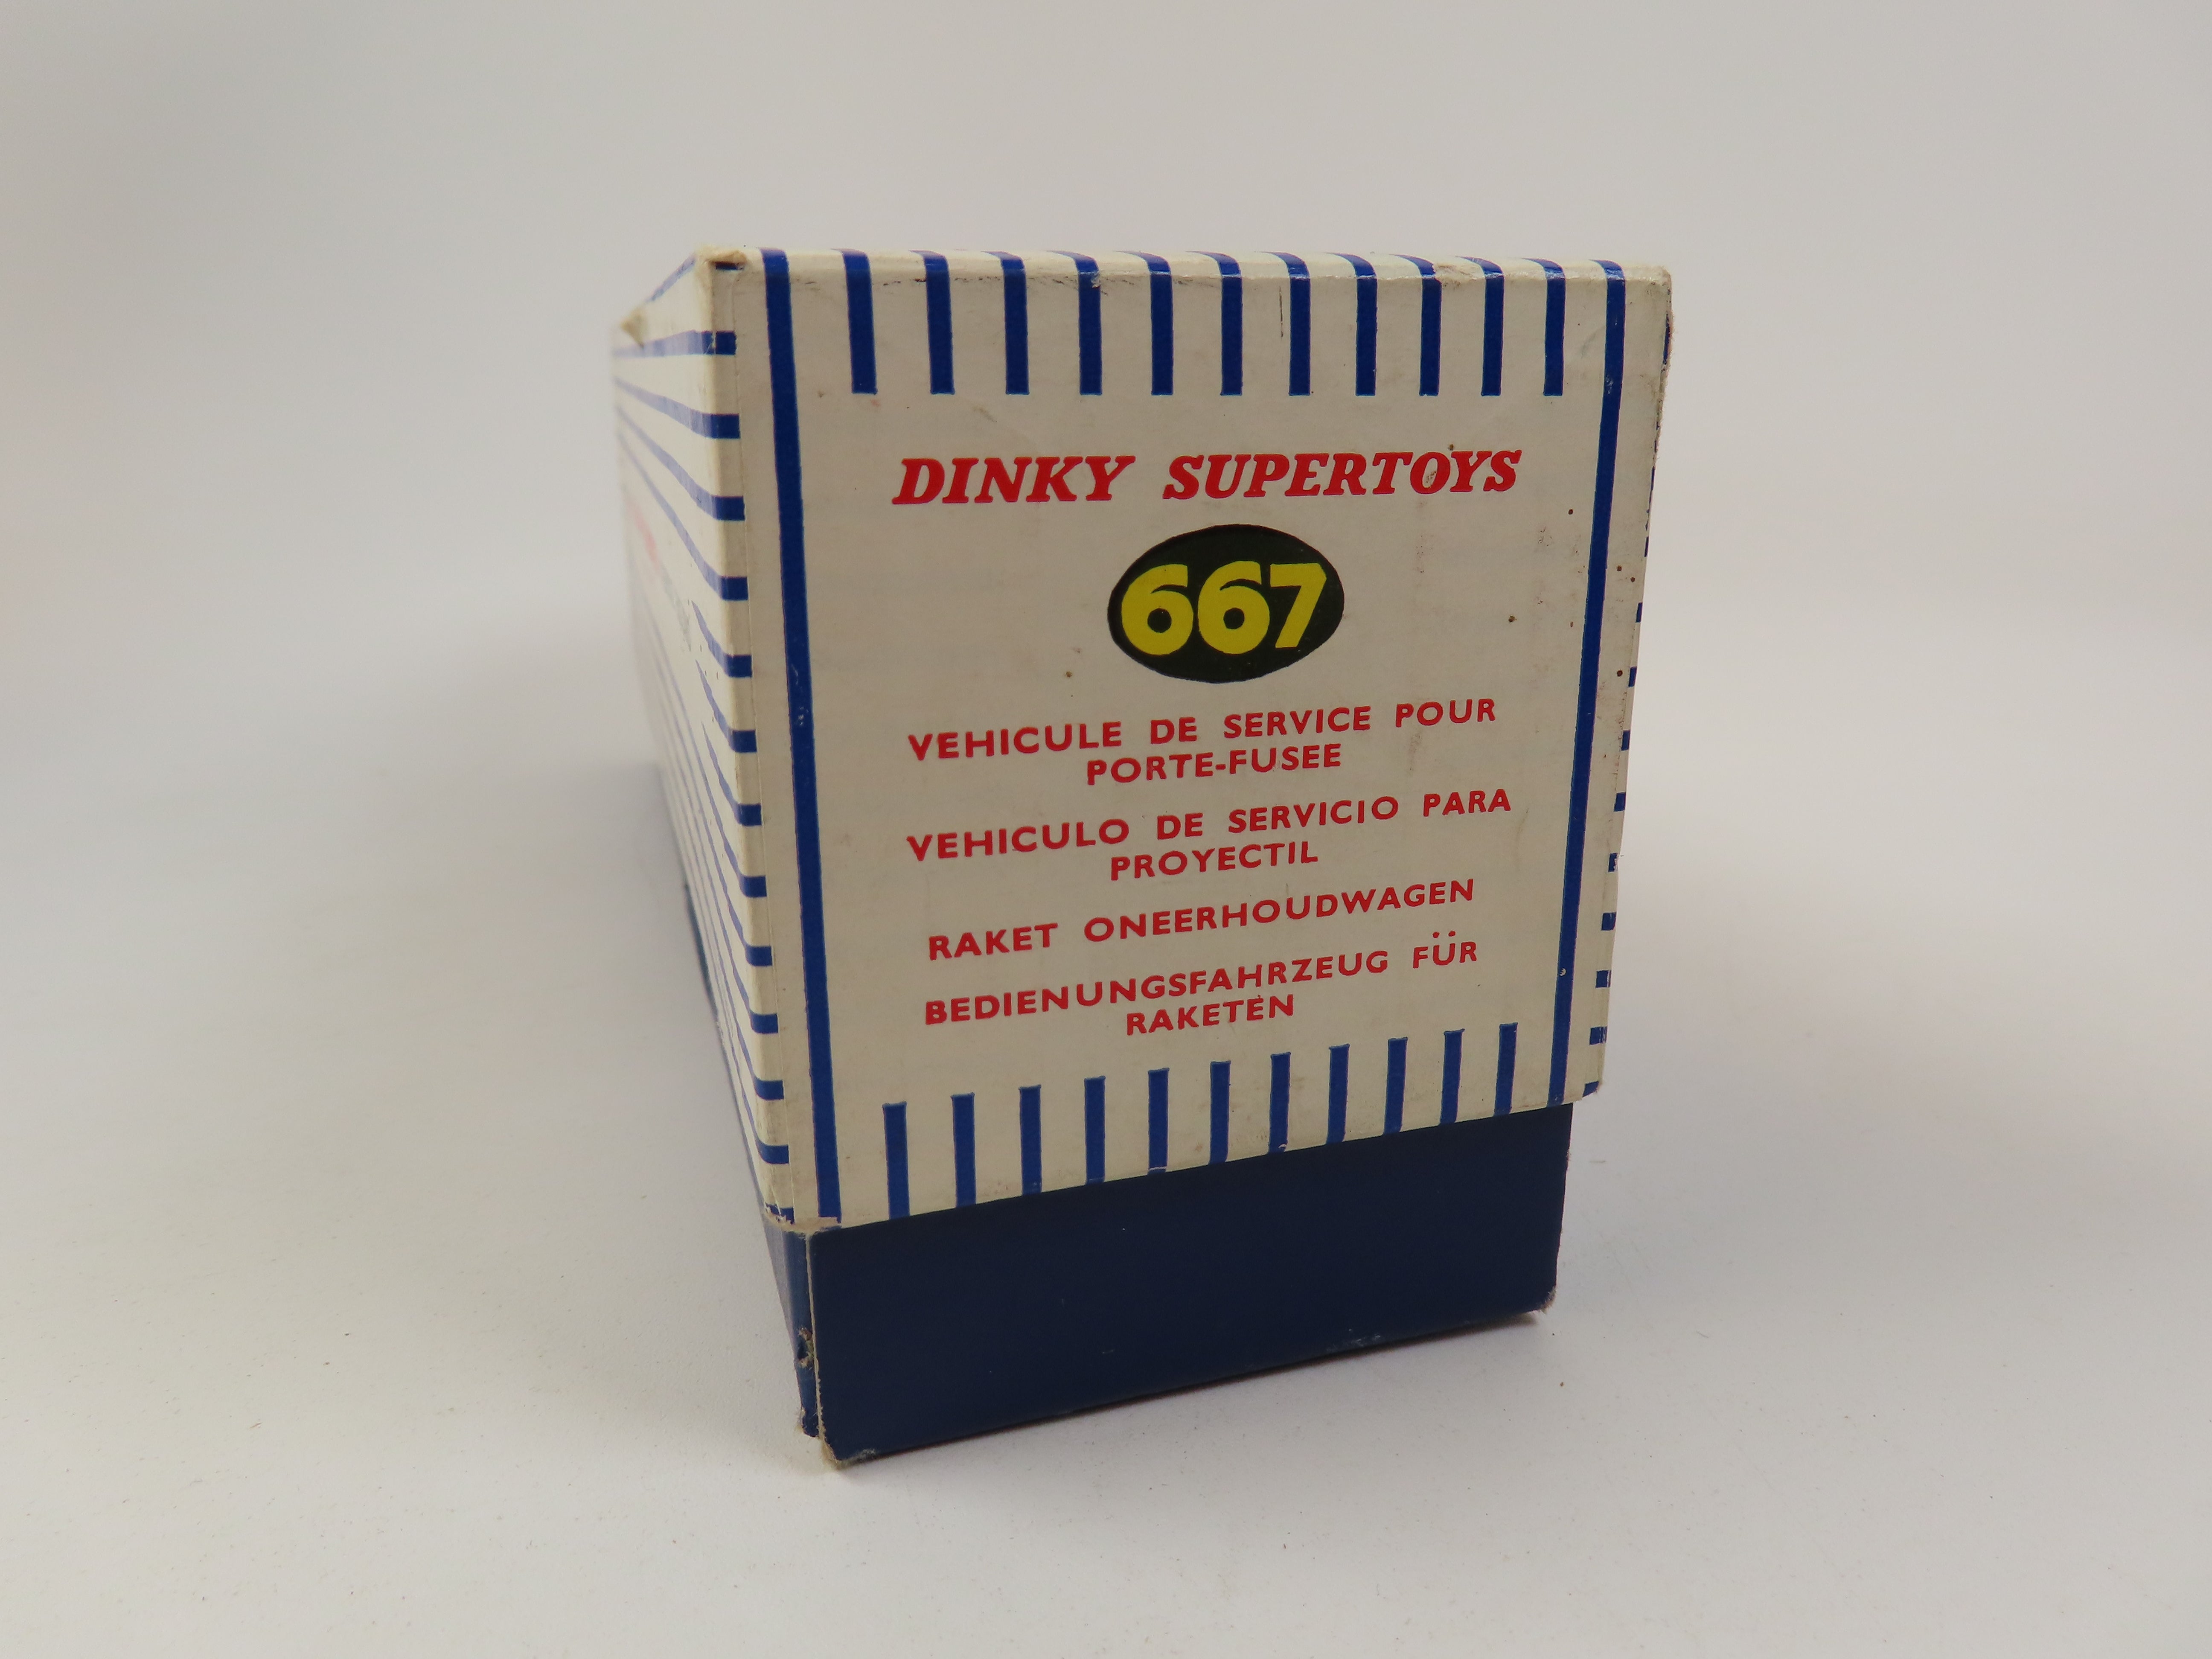 DINKY SUPERTOYS
667
VEHICULE DE SERVICE POUR
PORTE-FUSEE
VEHICULO DE SERVICIO PARA
PROYECTIL
RAKET ONEERHOUDWAGEN
BEDIENUNGSFAHRZEUG FÜR
RAKETEN